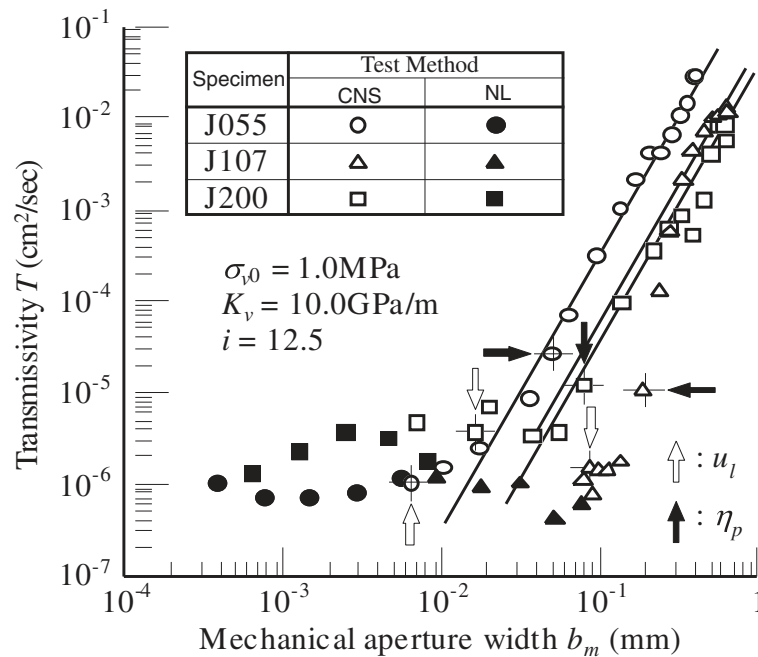 10⁻¹
10⁻²
10⁻³
10⁻⁴
10⁻⁵
10⁻⁶
10⁻⁷
Transmissivity T (cm²/sec)
Specimen Test Method
CNS NL
J055
J107
J200
σᵥ₀ = 1.0MPa
Kᵥ = 10.0GPa/m
i = 12.5
: uₗ
: ηₚ
10⁻⁴ 10⁻³ 10⁻² 10⁻¹ 1
Mechanical aperture width bₘ (mm)